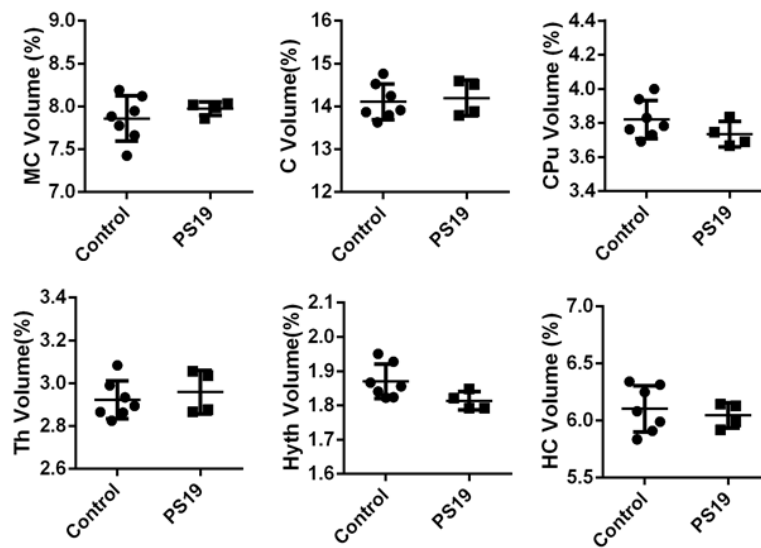 MC Volume (%)
8.0
9.0
8.5
8.0
7.5
7.0
Control
PS19
C Volume(%)
16
15
14
13
12
Control
PS19
CPu Volume (%)
4.4
4.2
4.0
3.8
3.6
3.4
Control
PS19
Th Volume(%)
3.4
3.2
3.0
2.8
2.6
Control
PS19
Hyth Volume(%)
2.1
2.0
1.9
1.8
1.7
1.6
Control
PS19
HC Volume(%)
7.0
6.5
6.0
5.5
Control
PS19